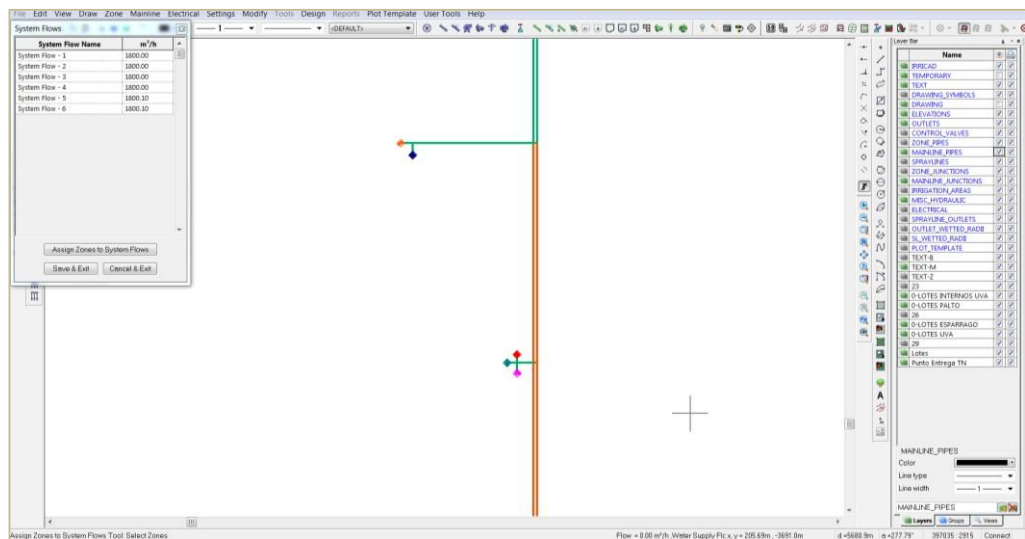 File Edit View Draw Zone Mainline Electrical Settings Modify Tools Design Reports Plot Template User Tools Help
System Flows
1
<DEFAULT>
System Flow Name m³/h
System Flow - 1 1800.00
System Flow - 2 1800.00
System Flow - 3 1800.00
System Flow - 4 1800.00
System Flow - 5 1800.10
System Flow - 6 1800.10
Assign Zones to System Flows
Save & Exit Cancel & Exit
Layer Bar
Name
IRRICAD
TEMPORARY
TEXT
DRAWING_SYMBOLS
DRAWING
ELEVATIONS
OUTLETS
CONTROL_VALVES
ZONE_PIPES
MAINLINE_PIPES
SPRAYLINES
ZONE_JUNCTIONS
MAINLINE_JUNCTIONS
IRRIGATION_AREAS
MISC_HYDRAULIC
ELECTRICAL
SPRAYLINE_OUTLETS
OUTLET_WETTED_RADII
SL_WETTED_RADII
PLOT_TEMPLATE
TEXT-B
TEXT-M
TEXT-Z
23
0-LOTES INTERNOS UVA
0-LOTES PALTO
26
0-LOTES ESPARRAGO
0-LOTES UVA
29
Lotes
Punto Entrega TN
MAINLINE_PIPES
Color
Line type
Line width 1
MAINLINE_PIPES
Layers Groups Views
Assign Zones to System Flows Tool: Select Zones
Flow = 0.00 m³/h ,Water Supply Flc x, y = 205.69m , -3691.0m d =5680.9m a =277.79° 397035 : 2915 Connect